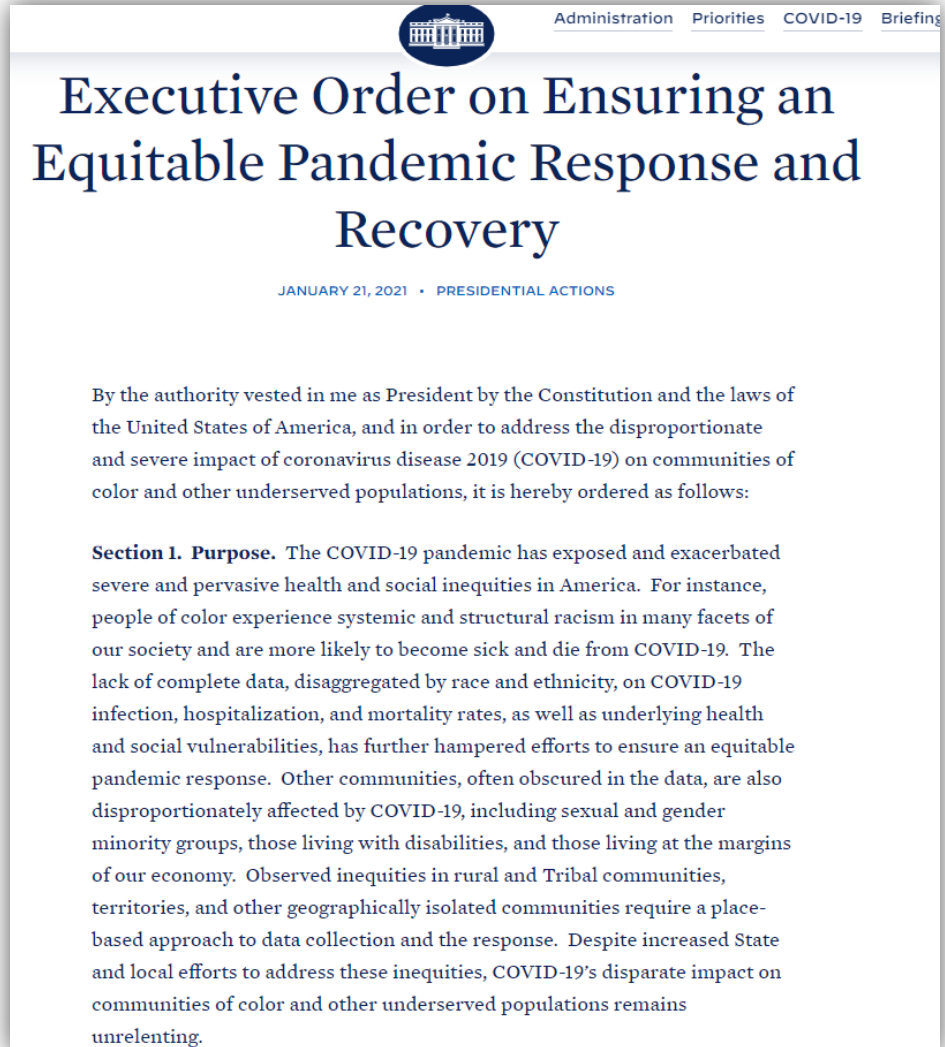 Administration Priorities COVID-19 Briefing
Executive Order on Ensuring an
Equitable Pandemic Response and
Recovery
JANUARY 21, 2021 • PRESIDENTIAL ACTIONS
By the authority vested in me as President by the Constitution and the laws of
the United States of America, and in order to address the disproportionate
and severe impact of coronavirus disease 2019 (COVID-19) on communities of
color and other underserved populations, it is hereby ordered as follows:
Section 1. Purpose. The COVID-19 pandemic has exposed and exacerbated
severe and pervasive health and social inequities in America. For instance,
people of color experience systemic and structural racism in many facets of
our society and are more likely to become sick and die from COVID-19. The
lack of complete data, disaggregated by race and ethnicity, on COVID-19
infection, hospitalization, and mortality rates, as well as underlying health
and social vulnerabilities, has further hampered efforts to ensure an equitable
pandemic response. Other communities, often obscured in the data, are also
disproportionately affected by COVID-19, including sexual and gender
minority groups, those living with disabilities, and those living at the margins
of our economy. Observed inequities in rural and Tribal communities,
territories, and other geographically isolated communities require a place-
based approach to data collection and the response. Despite increased State
and local efforts to address these inequities, COVID-19’s disparate impact on
communities of color and other underserved populations remains
unrelenting.